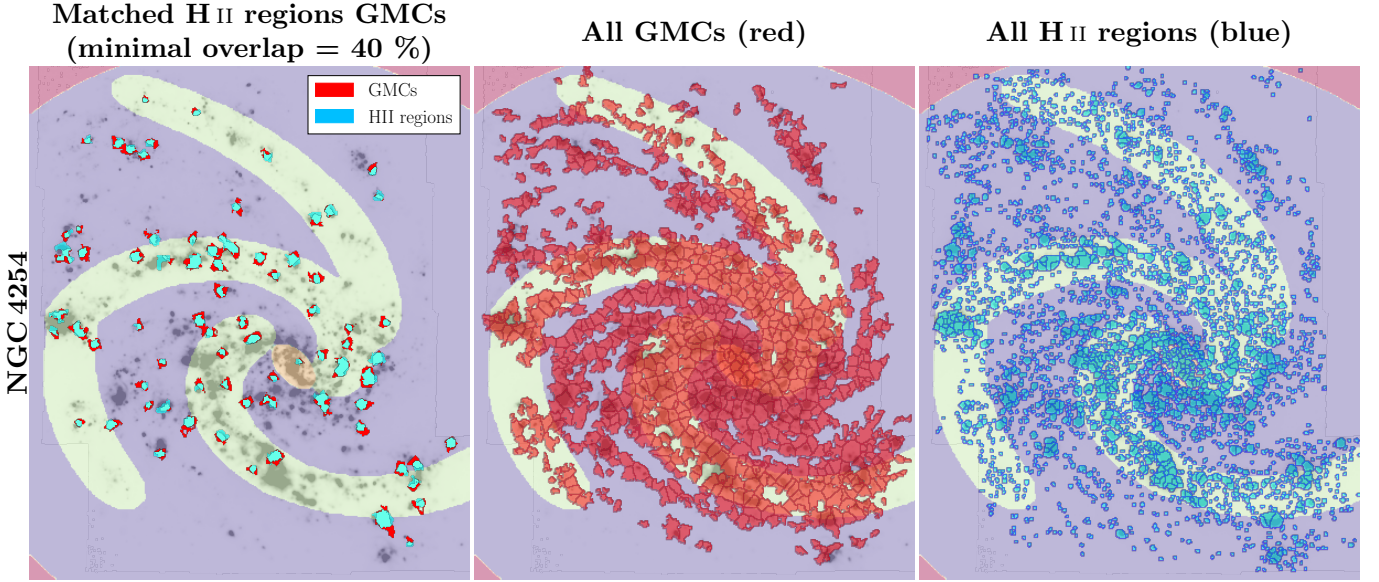 Matched H II regions GMCs
(minimal overlap = 40 %)
All GMCs (red)
All H II regions (blue)
GMCs
HII regions
NGC 4254